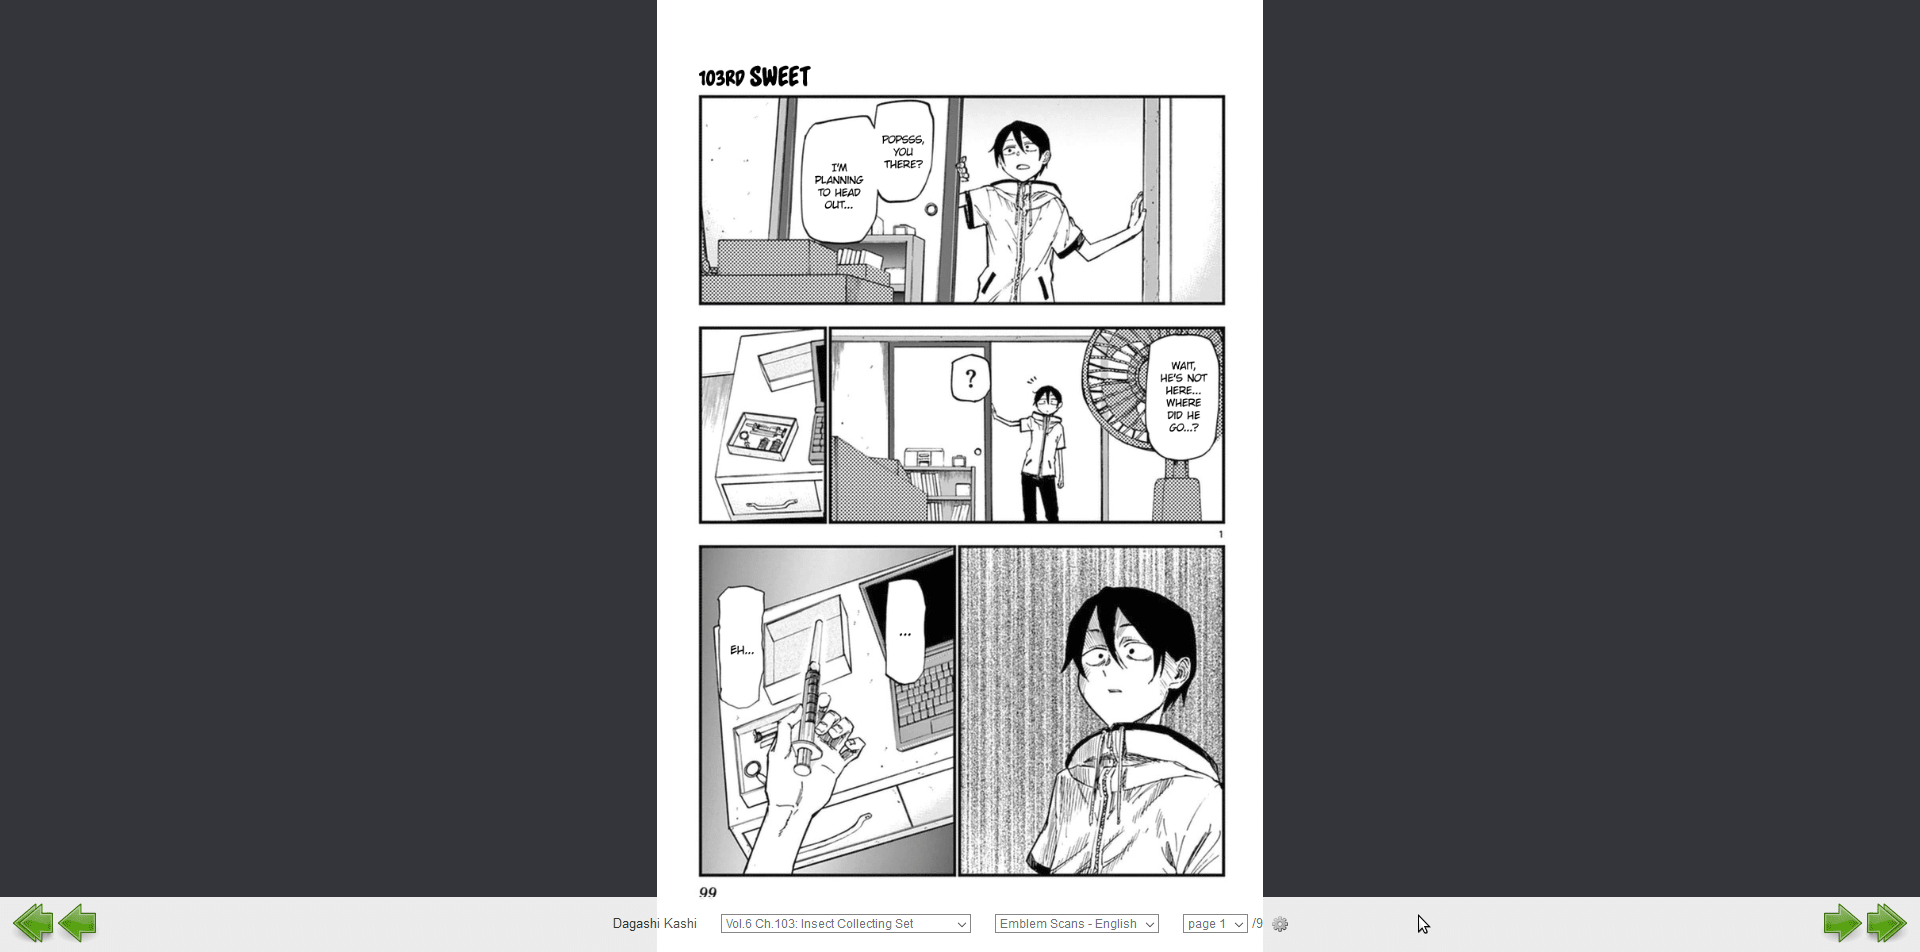 103RD SWEET
POPSSS,
YOU
THERE?
I'M
PLANNING
TO HEAD
OUT...
WAIT,
HE'S NOT
HERE...
WHERE
DID HE
GO...?
?
1
...
EH...
99
Dagashi Kashi
Vol.6 Ch.103: Insect Collecting Set
Emblem Scans - English
page 1
/9